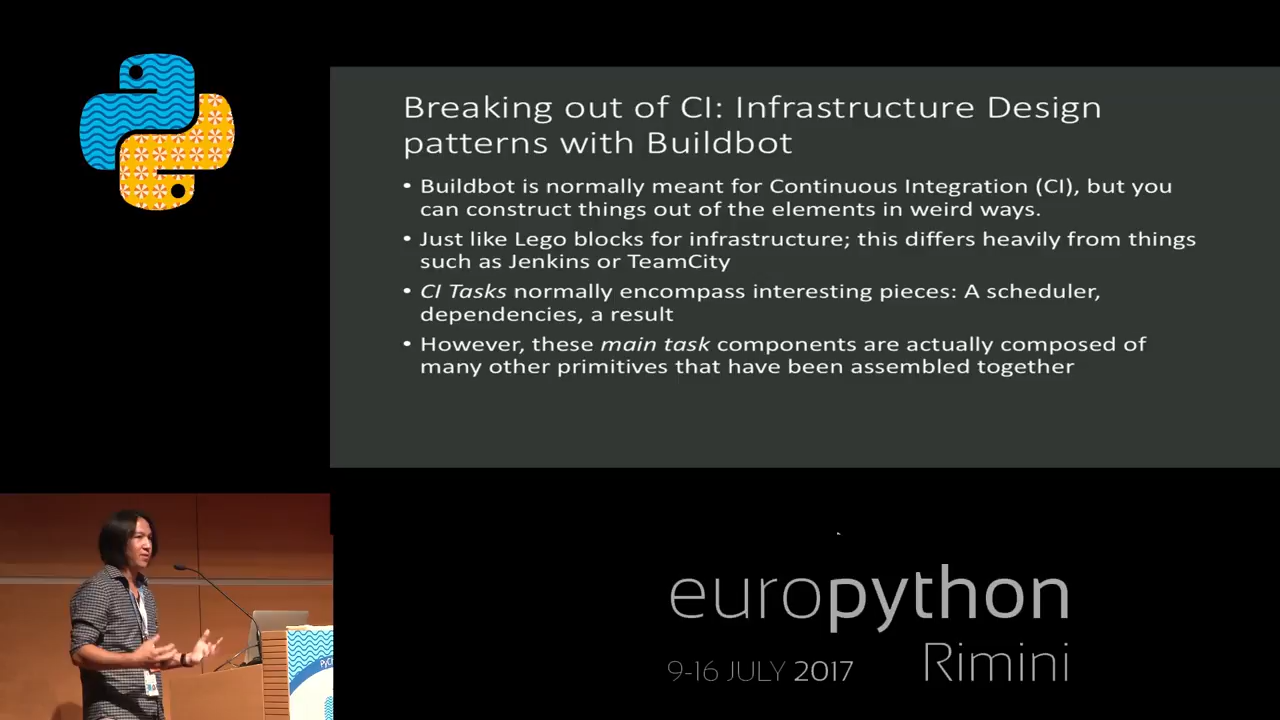 Breaking out of CI: Infrastructure Design
patterns with Buildbot
• Buildbot is normally meant for Continuous Integration (CI), but you
can construct things out of the elements in weird ways.
• Just like Lego blocks for infrastructure; this differs heavily from things
such as Jenkins or TeamCity
• CI Tasks normally encompass interesting pieces: A scheduler,
dependencies, a result
• However, these main task components are actually composed of
many other primitives that have been assembled together
europython
Rimini
9-16 JULY 2017